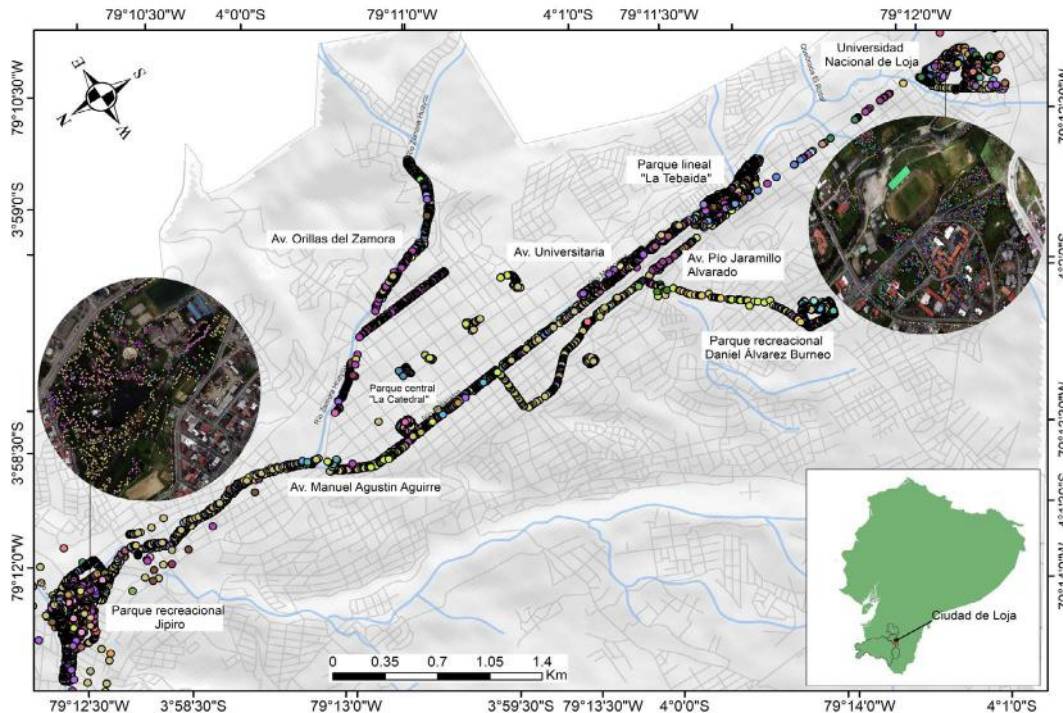 79°10'30"W
4°00'S
79°11'0"W
4°1'0"S
79°11'30"W
79°12'0"W
79°10'30"W
3°59'0"S
3°58'30"S
79°12'0"W
E
S
N
W
Universidad
Nacional de Loja
Parque lineal
"La Tebaida"
Av. Orillas del Zamora
Av. Universitaria
Av. Pío Jaramillo
Alvarado
Parque recreacional
Daniel Álvarez Burneo
Parque central
"La Catedral"
Av. Manuel Agustin Aguirre
Parque recreacional
Jipiro
Ciudad de Loja
0
0.35
0.7
1.05
1.4
Km
79°12'30"W
3°58'30"S
79°13'0"W
3°59'30"S
79°13'30"W
4°00'S
79°14'0"W
4°1'0"S